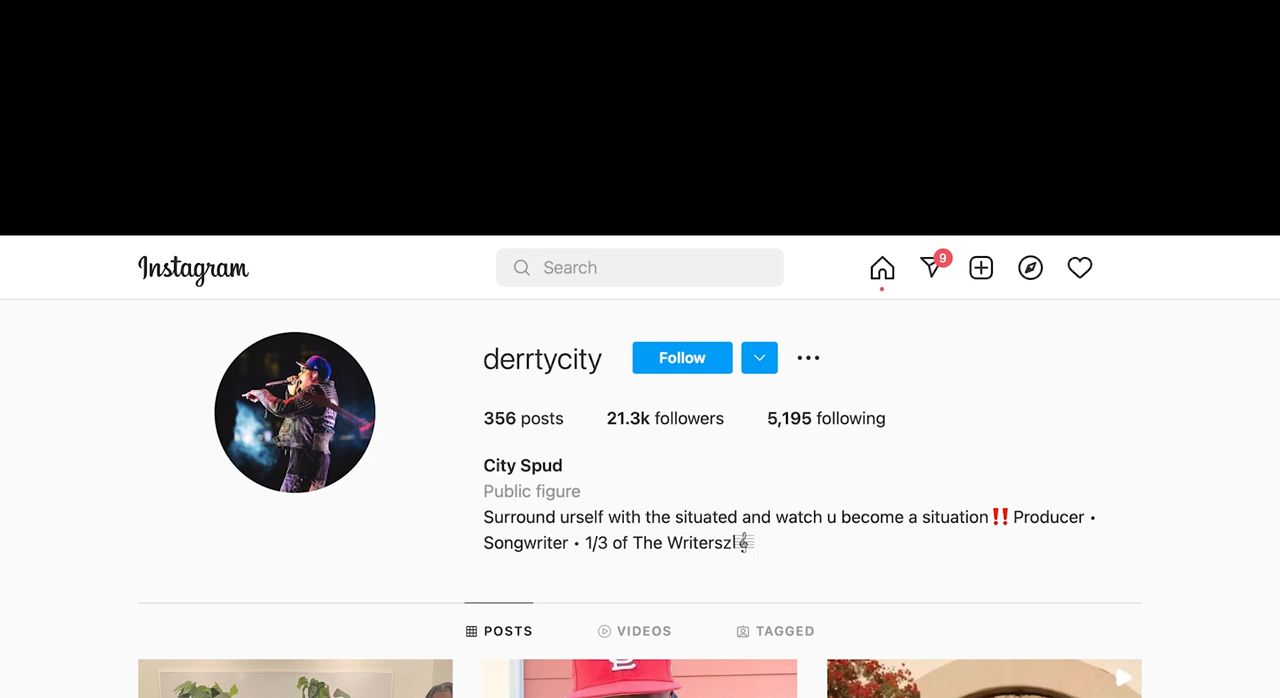 Instagram
Search
9
derrtycity
Follow
356 posts 21.3k followers 5,195 following
City Spud
Public figure
Surround urself with the situated and watch u become a situation‼️Producer •
Songwriter • 1/3 of The Writerszl🎼
POSTS VIDEOS TAGGED